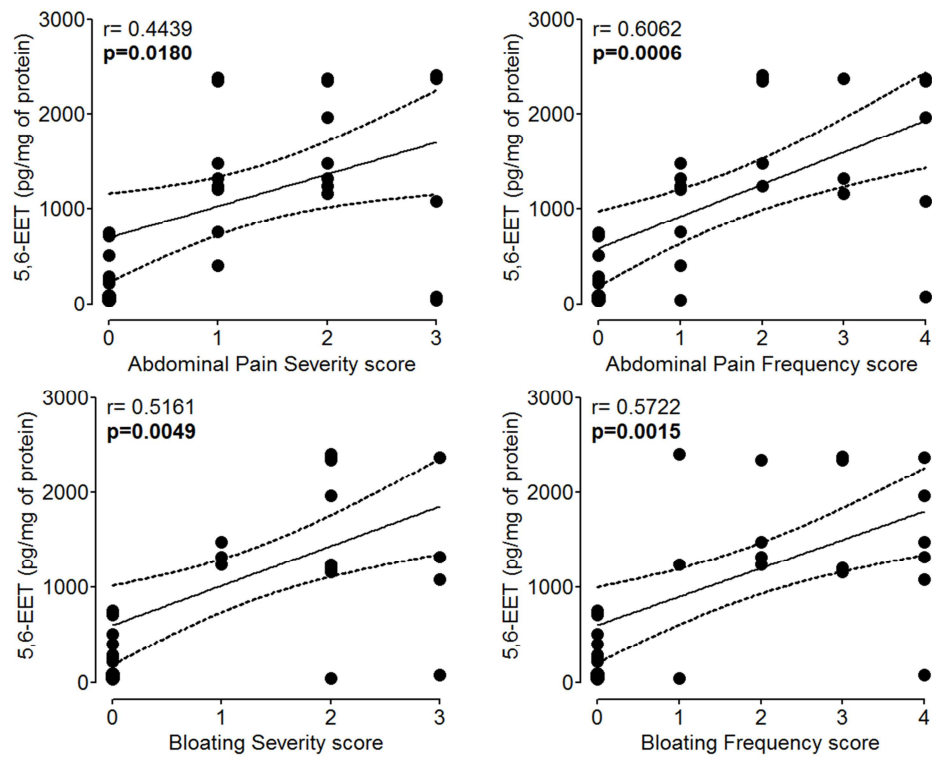 3000
r= 0.4439
p=0.0180
2000
1000
0
5,6-EET (pg/mg of protein)
0 1 2 3
Abdominal Pain Severity score
3000
r= 0.6062
p=0.0006
2000
1000
0
5,6-EET (pg/mg of protein)
0 1 2 3 4
Abdominal Pain Frequency score
3000
r= 0.5161
p=0.0049
2000
1000
0
5,6-EET (pg/mg of protein)
0 1 2 3
Bloating Severity score
3000
r= 0.5722
p=0.0015
2000
1000
0
5,6-EET (pg/mg of protein)
0 1 2 3 4
Bloating Frequency score